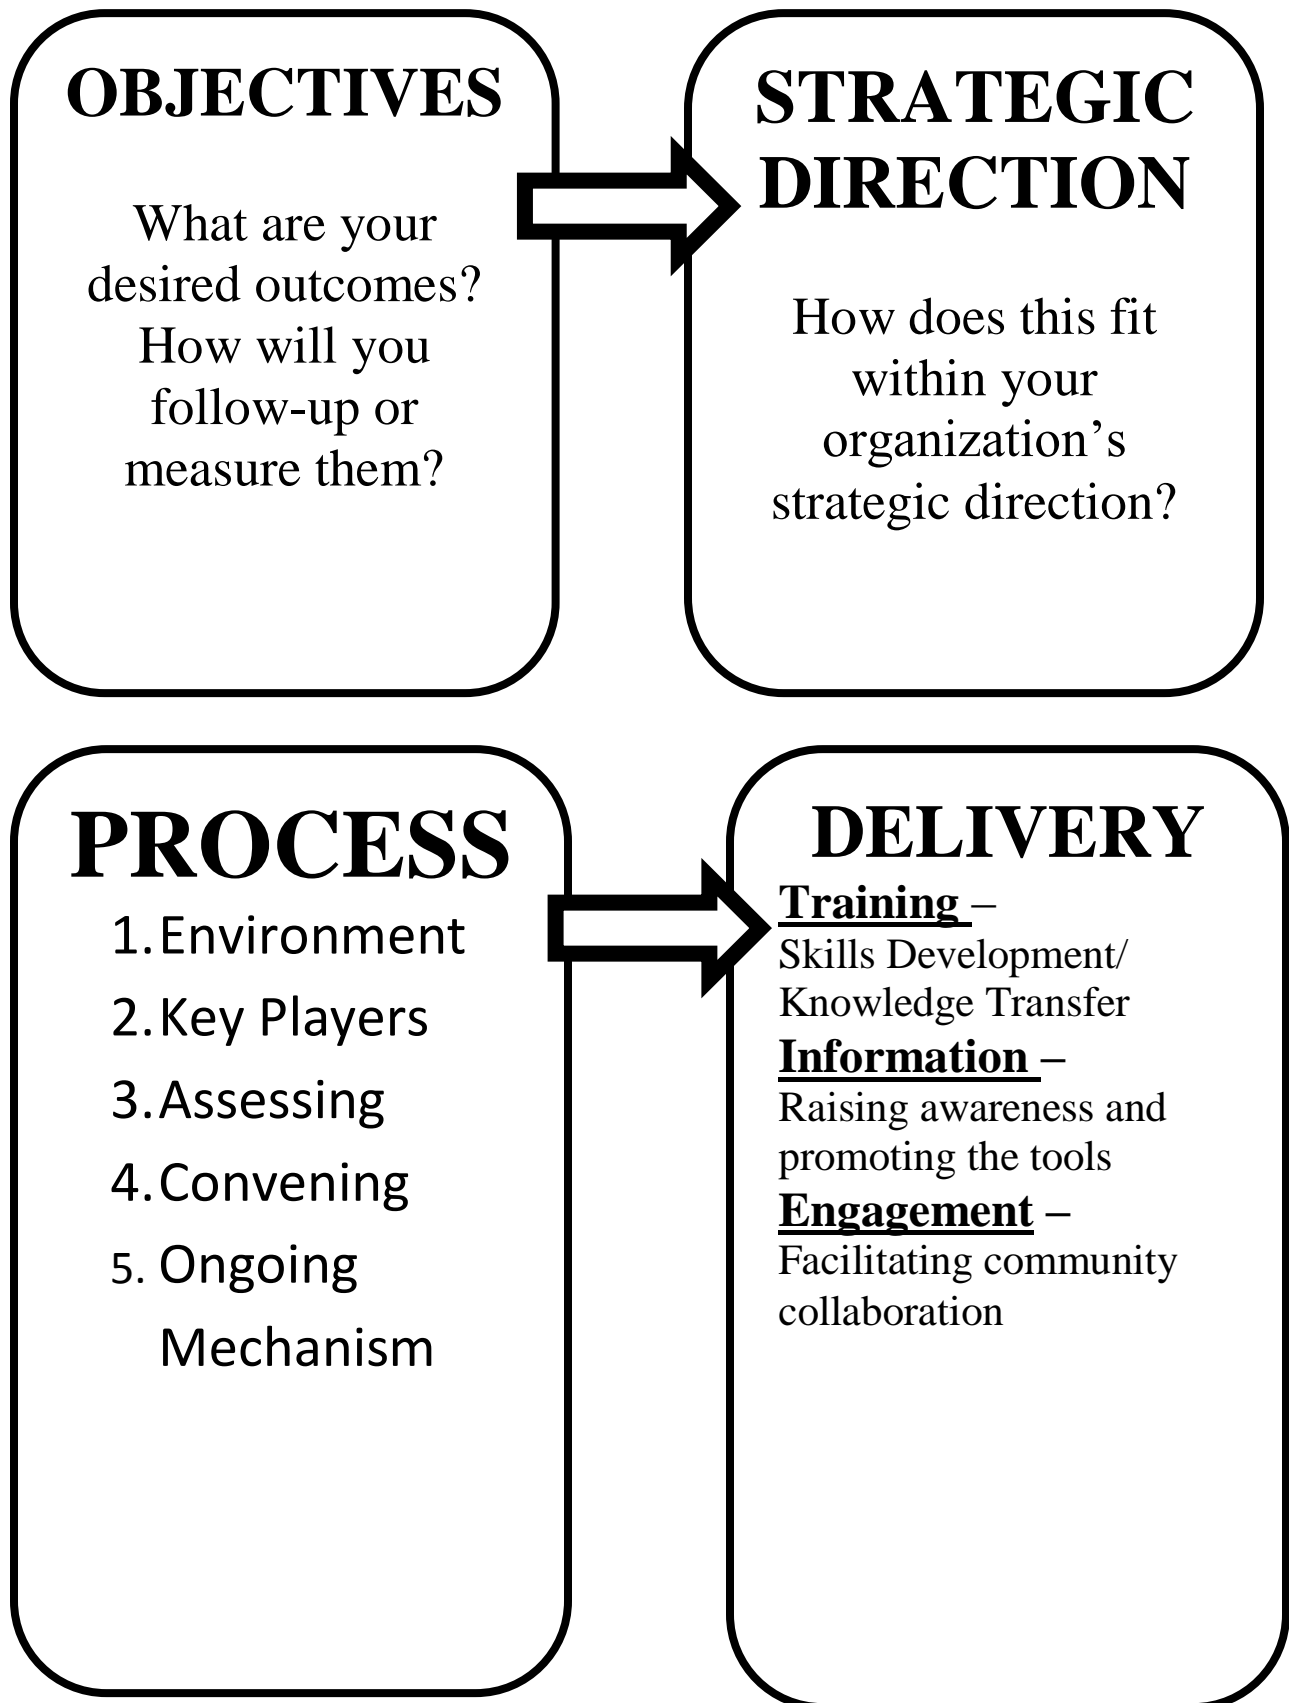 OBJECTIVES
What are your
desired outcomes?
How will you
follow-up or
measure them?
STRATEGIC
DIRECTION
How does this fit
within your
organization’s
strategic direction?
PROCESS
1. Environment
2. Key Players
3. Assessing
4. Convening
5. Ongoing
Mechanism
DELIVERY
Training –
Skills Development/
Knowledge Transfer
Information –
Raising awareness and
promoting the tools
Engagement –
Facilitating community
collaboration